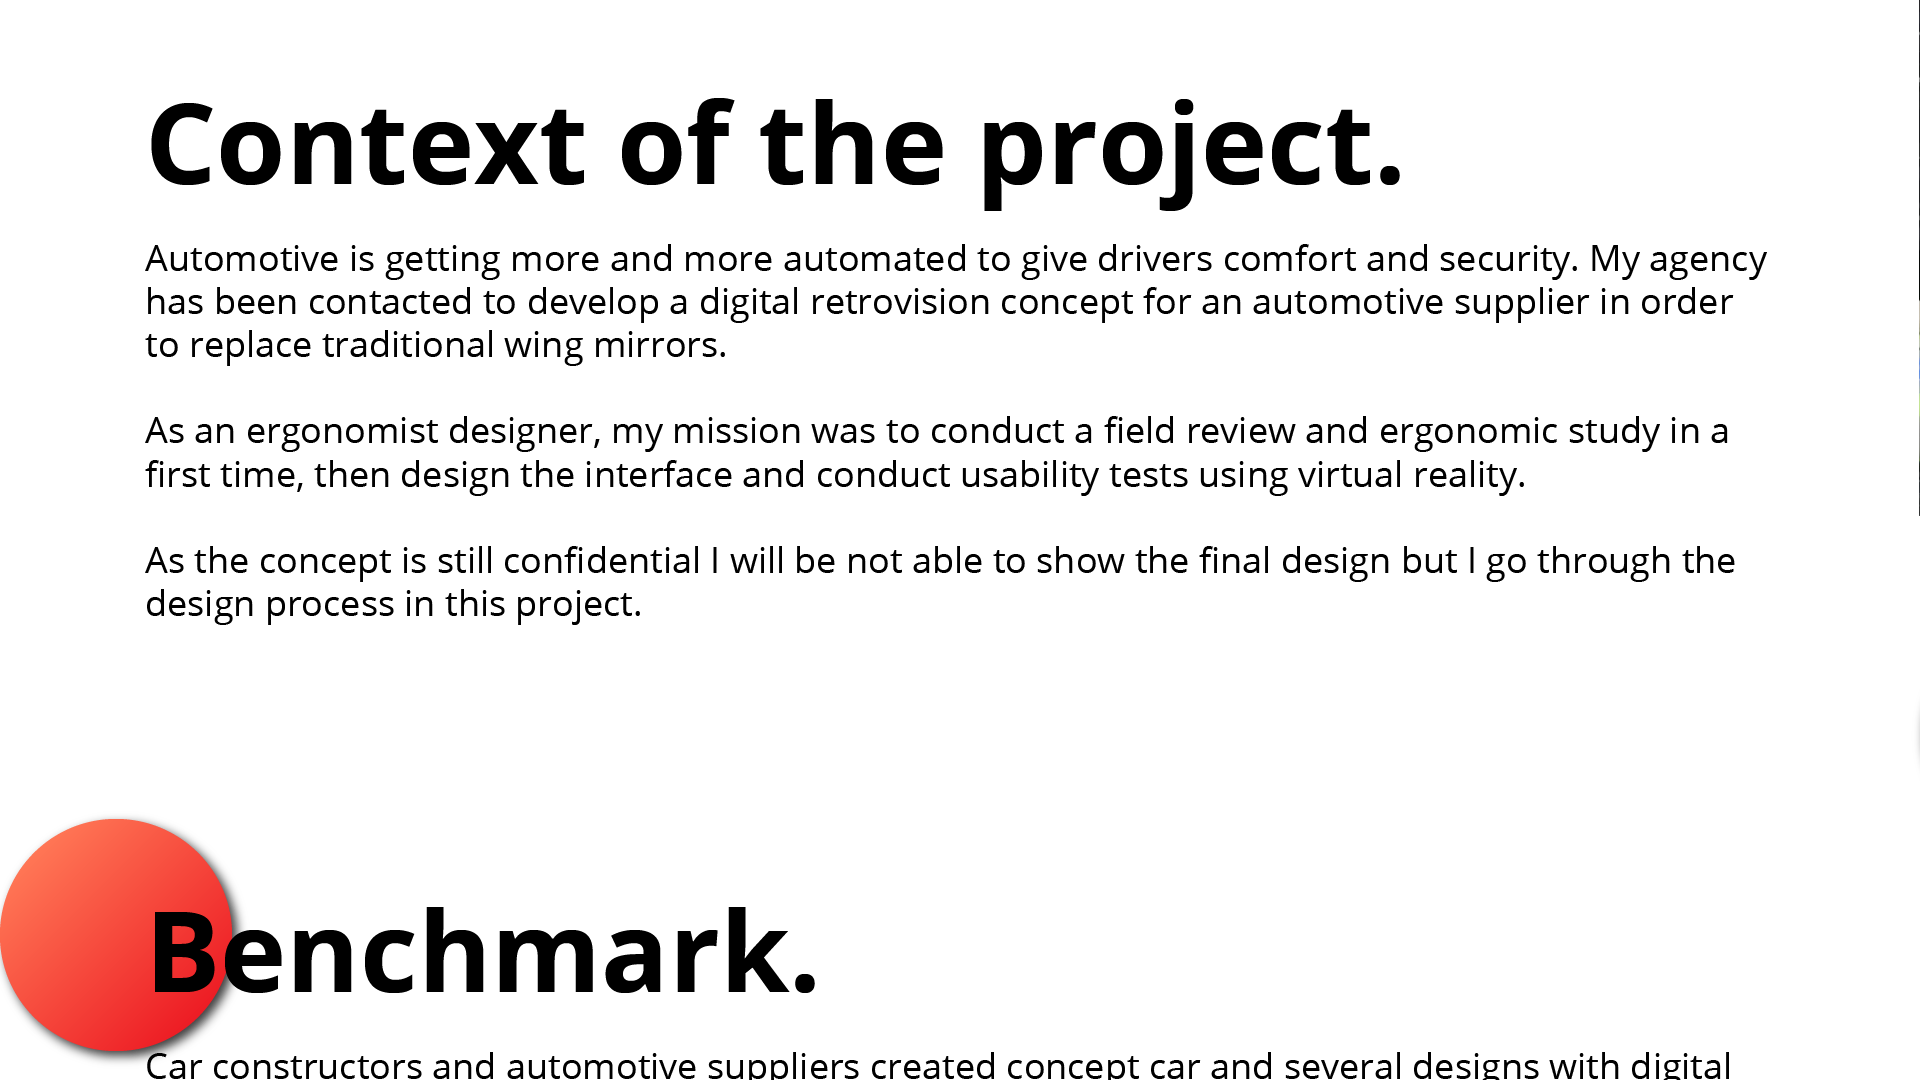 Context of the project.
Automotive is getting more and more automated to give drivers comfort and security. My agency
has been contacted to develop a digital retrovision concept for an automotive supplier in order
to replace traditional wing mirrors.
As an ergonomist designer, my mission was to conduct a field review and ergonomic study in a
first time, then design the interface and conduct usability tests using virtual reality.
As the concept is still confidential I will be not able to show the final design but I go through the
design process in this project.
Benchmark.
Car constructors and automotive suppliers created concept car and several designs with digital